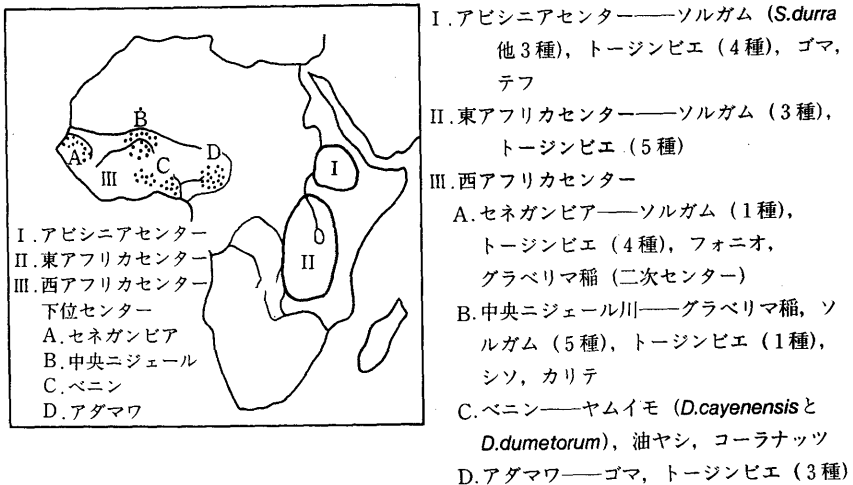 B
A
C
D
III
I
II
I.アビシニアセンター
II.東アフリカセンター
III.西アフリカセンター
下位センター
A.セネガンビア
B.中央ニジェール
C.ベニン
D.アダマワ
I.アビシニアセンター――ソルガム(S.durra
他3種),トージンビエ(4種),ゴマ,
テフ
II.東アフリカセンター――ソルガム(3種),
トージンビエ(5種)
III.西アフリカセンター
A.セネガンビア――ソルガム(1種),
トージンビエ(4種),フォニオ,
グラベリマ稲(二次センター)
B.中央ニジェール川――グラベリマ稲,ソ
ルガム(5種),トージンビエ(1種),
シソ,カリテ
C.ベニン――ヤムイモ(D.cayenensisと
D.dumetorum),油ヤシ,コーラナッツ
D.アダマワ――ゴマ,トージンビエ(3種)